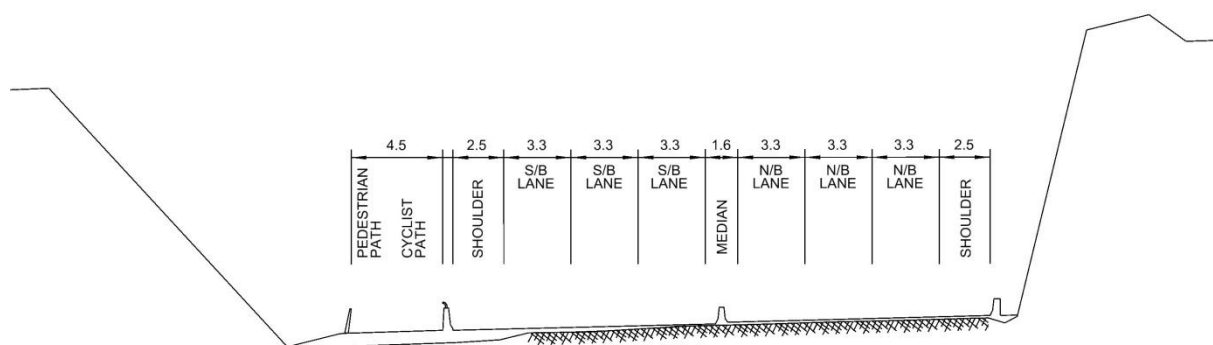 4.5 2.5 3.3 3.3 3.3 1.6 3.3 3.3 3.3 2.5
PEDESTRIAN
PATH
CYCLIST
PATH
SHOULDER
S/B
LANE
S/B
LANE
S/B
LANE
MEDIAN
N/B
LANE
N/B
LANE
N/B
LANE
SHOULDER